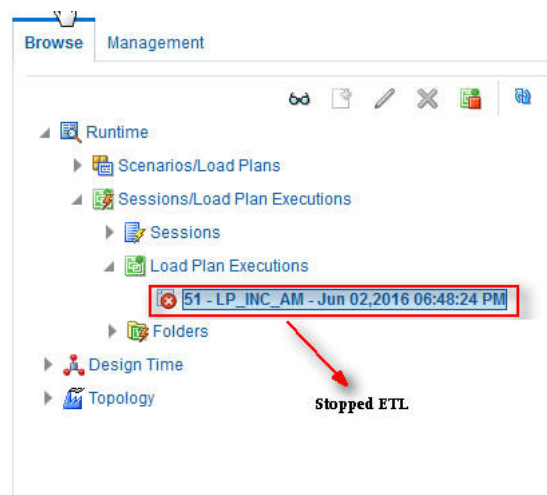 Browse Management
Runtime
Scenarios/Load Plans
Sessions/Load Plan Executions
Sessions
Load Plan Executions
51 - LP_INC_AM - Jun 02,2016 06:48:24 PM
Folders
Design Time
Topology
Stopped ETL